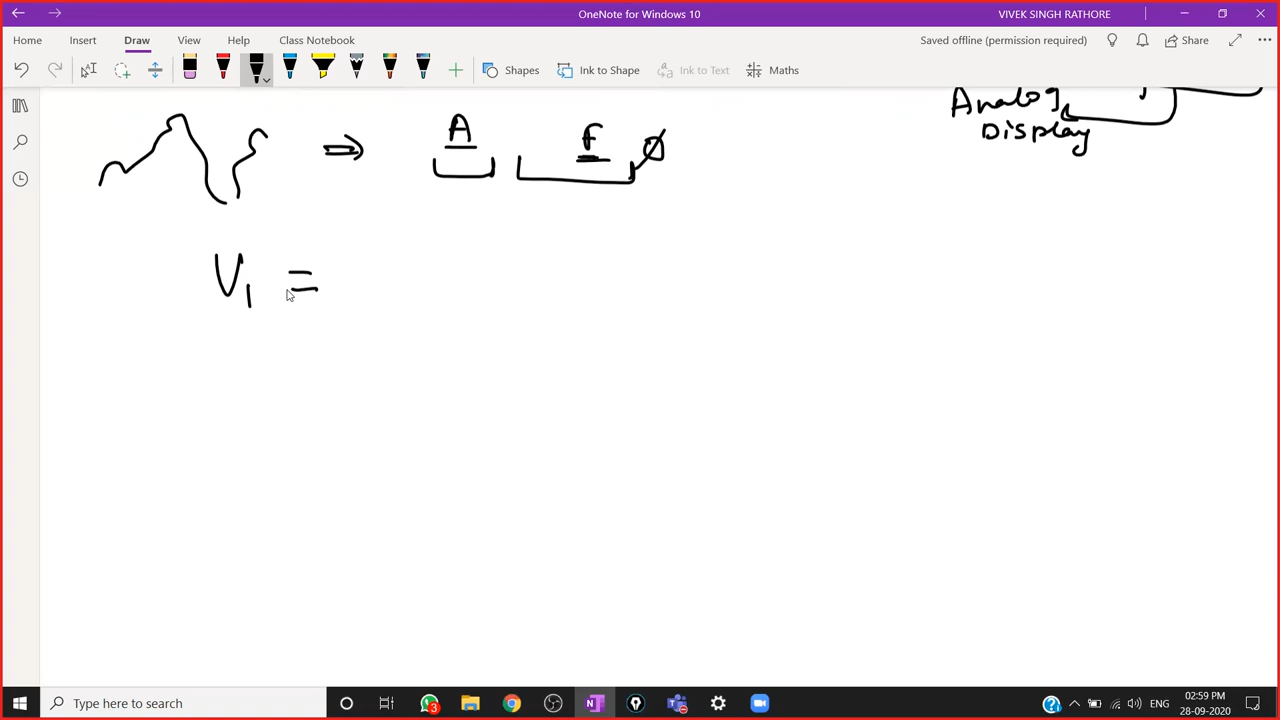 OneNote for Windows 10
VIVEK SINGH RATHORE
Home Insert Draw View Help Class Notebook
Saved offline (permission required) Share
Shapes Ink to Shape Ink to Text Maths
Analog
Display
⇒ A f ϕ
V1 =
Type here to search
3
ENG
02:59 PM
28-09-2020